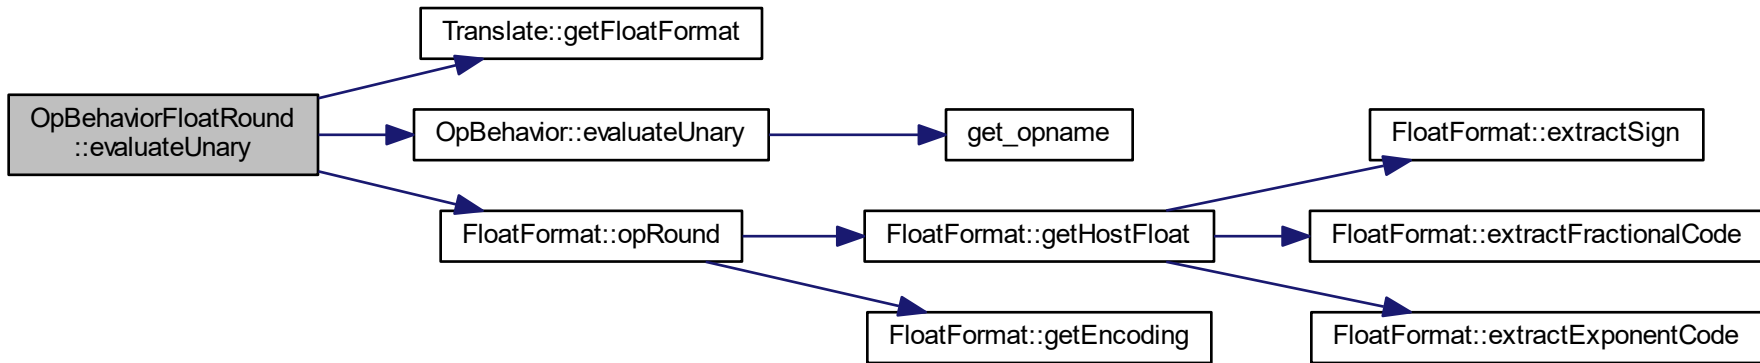 Translate::getFloatFormat
OpBehaviorFloatRound
::evaluateUnary
OpBehavior::evaluateUnary
get_opname
FloatFormat::extractSign
FloatFormat::opRound
FloatFormat::getHostFloat
FloatFormat::extractFractionalCode
FloatFormat::getEncoding
FloatFormat::extractExponentCode